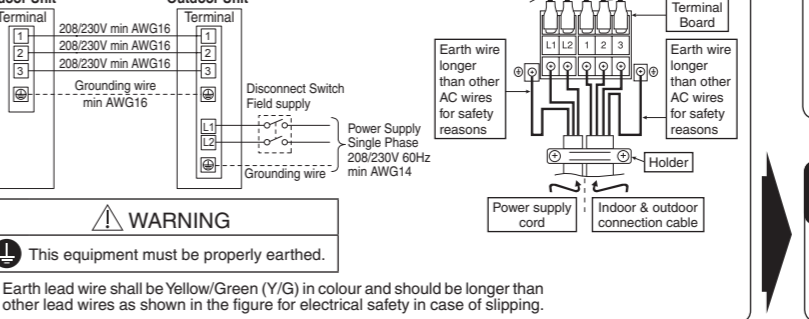 Outdoor Unit
Terminal
Terminal
1
2
3
208/230V min AWG16
208/230V min AWG16
208/230V min AWG16
1
2
3
Grounding wire
min AWG16
L1
L2
Disconnect Switch
Field supply
Power Supply
Single Phase
208/230V 60Hz
min AWG14
Grounding wire
Terminal
Board
L1 L2 1 2 3
Earth wire
longer
than other
AC wires
for safety
reasons
Earth wire
longer
than other
AC wires
for safety
reasons
Holder
Power supply
cord
Indoor & outdoor
connection cable
WARNING
This equipment must be properly earthed.
Earth lead wire shall be Yellow/Green (Y/G) in colour and should be longer than
other lead wires as shown in the figure for electrical safety in case of slipping.